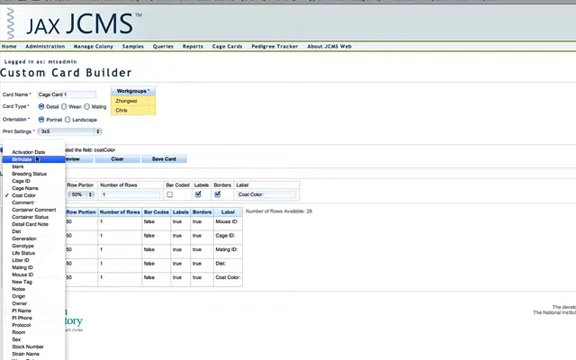 JAX JCMS™
Home Administration Manage Colony Samples Queries Reports Cage Cards Pedigree Tracker About JCMS Web
Logged in as: mtsadmin
Custom Card Builder
Card Name * Cage Card 1
Workgroups *
Zhongwei
Chris
Card Type * Detail Wean Mating
Orientation * Portrait Landscape
Print Settings * 3x5
ded the field: coatColor
review Clear Save Card
Activation Date
Birthdate
blank
Breeding Status
Cage ID
Cage Name
✓ Coat Color
Comment
Container Comment
Container Status
Detail Card Note
Diet
Generation
Genotype
Life Status
Litter ID
Mating ID
Mouse ID
New Tag
Notes
Origin
Owner
PI Name
PI Phone
Protocol
Room
Sex
Stock Number
Strain Name
Row Portion Number of Rows Bar Code Labels Borders Label
50% 1 Coat Color:
Row Portion Number of Rows Bar Codes Labels Borders Label
Number of Rows Available: 28
50 1 false true true Mouse ID:
50 1 false true true Cage ID:
50 1 false true true Mating ID:
50 1 false true true Diet:
50 1 false true true Coat Color:
The develo
The National Institut